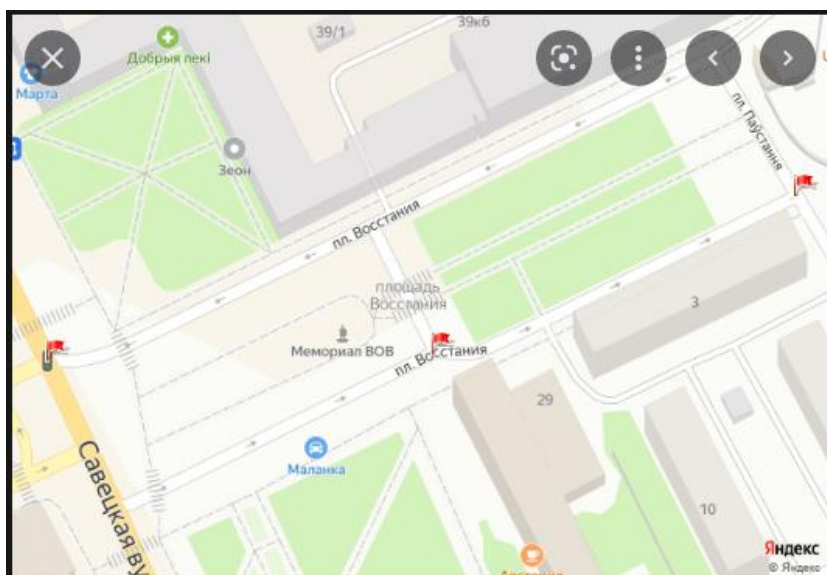 39/1
39к6
Добрыя лекі
Марта
Зеон
пл. Паўстання
пл. Восстания
площадь
Восстания
3
Мемориал ВОВ
пл. Восстания
29
Маланка
Савецкая ву
10
Яндекс
© Яндекс